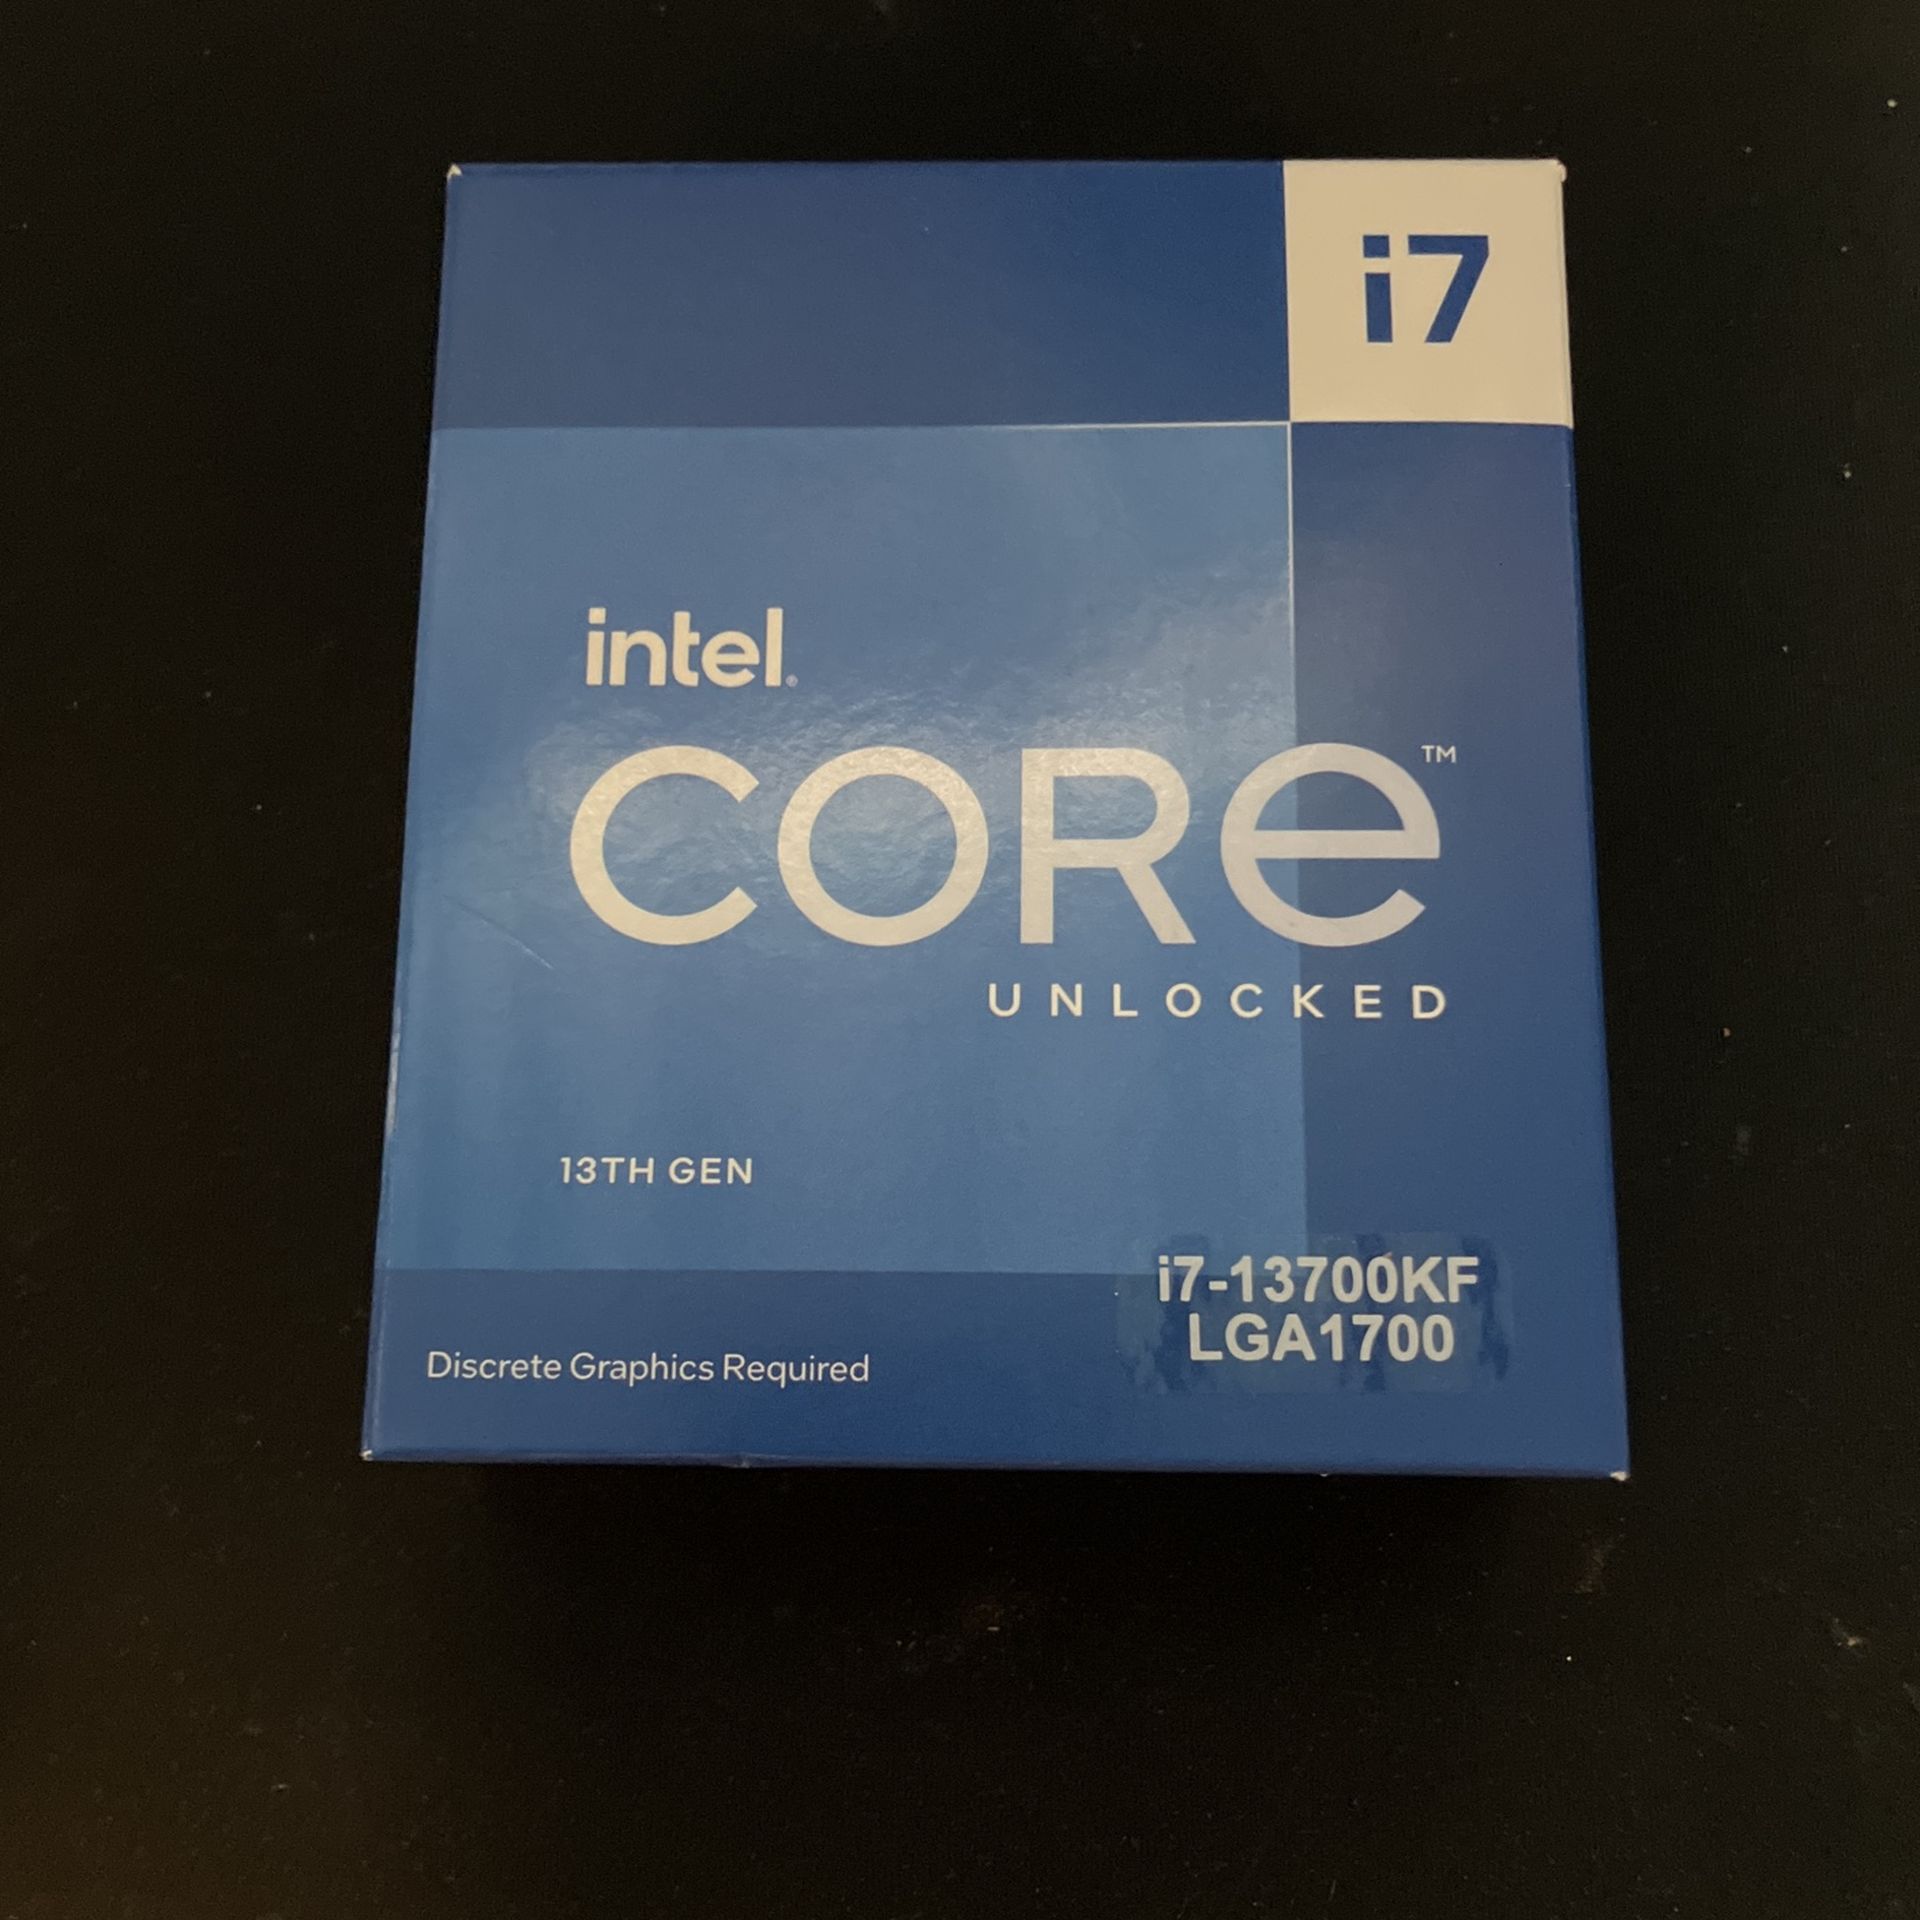 i7
intel®
CORe™
UNLOCKED
13TH GEN
i7-13700KF
LGA1700
Discrete Graphics Required